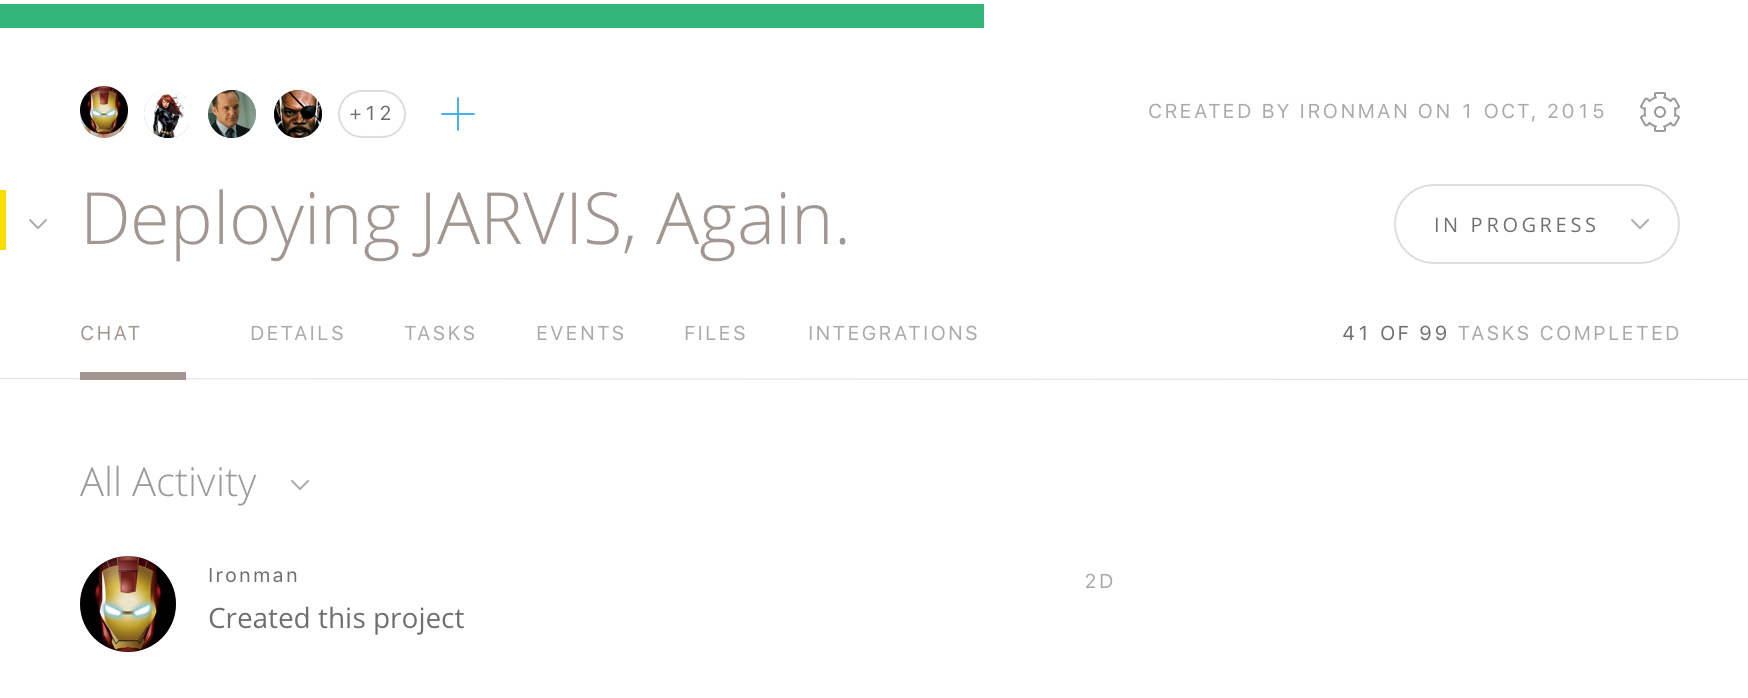 +12
CREATED BY IRONMAN ON 1 OCT, 2015
Deploying JARVIS, Again.
IN PROGRESS
CHAT DETAILS TASKS EVENTS FILES INTEGRATIONS
41 OF 99 TASKS COMPLETED
All Activity
Ironman
2D
Created this project